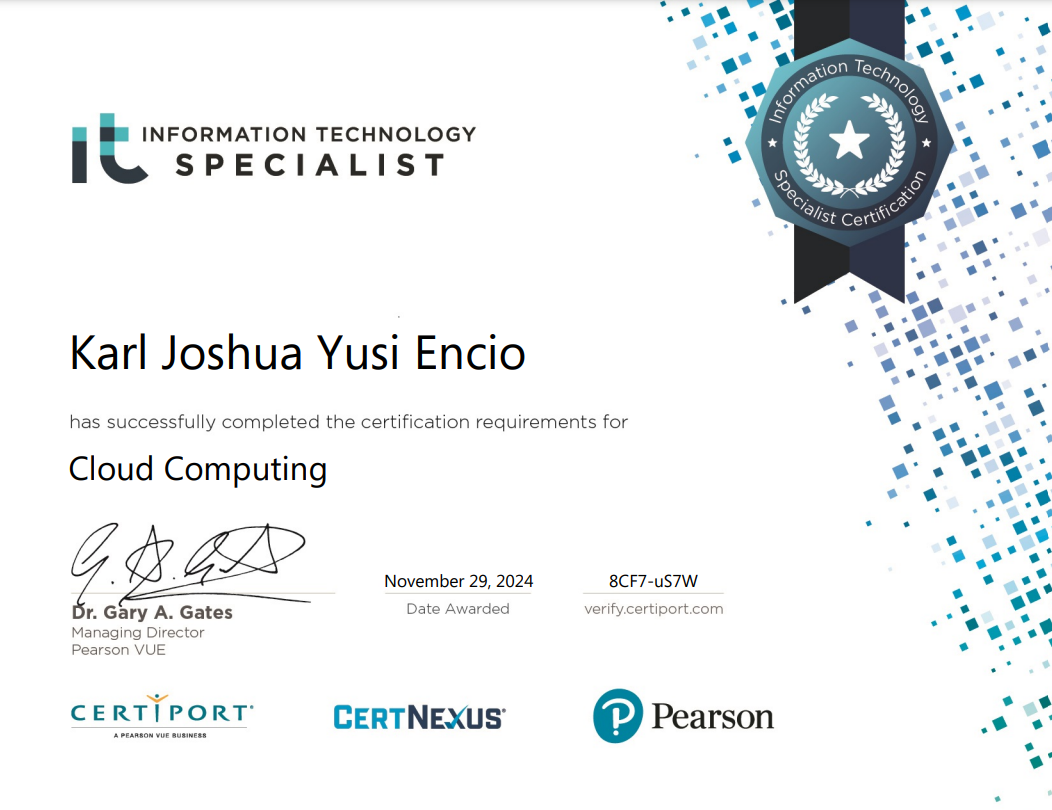 it INFORMATION TECHNOLOGY
SPECIALIST
Information Technology
Specialist Certification
Karl Joshua Yusi Encio
has successfully completed the certification requirements for
Cloud Computing
Dr. Gary A. Gates
Managing Director
Pearson VUE
November 29, 2024
Date Awarded
8CF7-uS7W
verify.certiport.com
CERTIPORT®
A PEARSON VUE BUSINESS
CERTNEXUS®
P Pearson